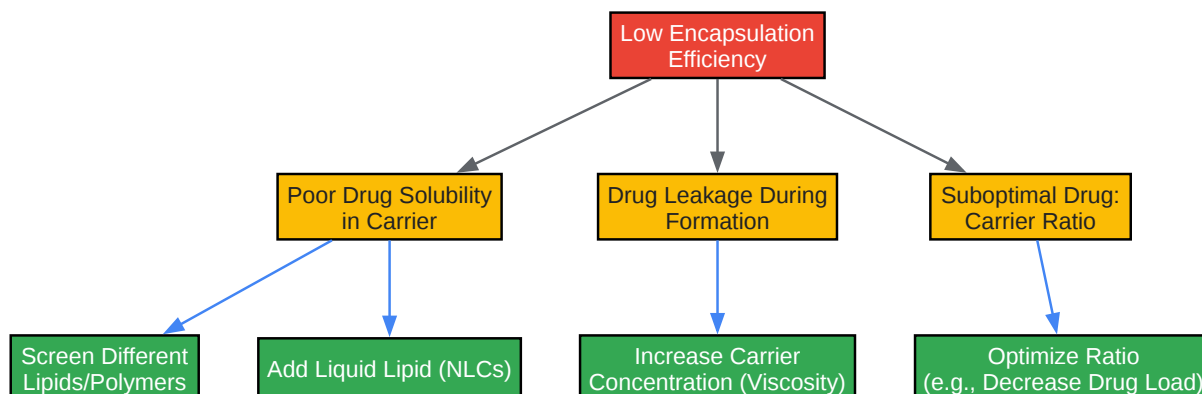 Low Encapsulation
Efficiency
Poor Drug Solubility
in Carrier
Drug Leakage During
Formation
Suboptimal Drug:
Carrier Ratio
Screen Different
Lipids/Polymers
Add Liquid Lipid (NLCs)
Increase Carrier
Concentration (Viscosity)
Optimize Ratio
(e.g., Decrease Drug Load)